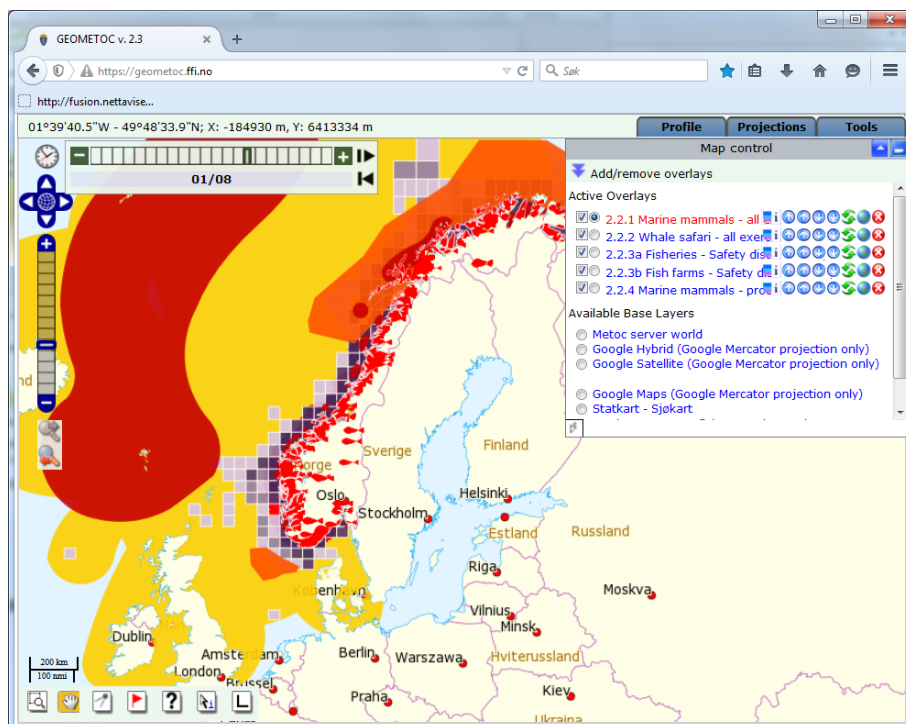 GEOMETOC v. 2.3
https://geometoc.ffi.no
Søk
http://fusion.nettavise...
01°39'40.5"W - 49°48'33.9"N; X: -184930 m, Y: 6413334 m
Profile
Projections
Tools
Map control
Add/remove overlays
Active Overlays
2.2.1 Marine mammals - all
2.2.2 Whale safari - all exer
2.2.3a Fisheries - Safety dis
2.2.3b Fish farms - Safety di
2.2.4 Marine mammals - pro
Available Base Layers
Metoc server world
Google Hybrid (Google Mercator projection only)
Google Satellite (Google Mercator projection only)
Google Maps (Google Mercator projection only)
Statkart - Sjøkart
01/08
Sverige
Finland
Norge
Oslo
Helsinki
Stockholm
Estland
Russland
Riga
København
Moskva
Vilnius
Minsk
Dublin
Amsterdam
Berlin
Warszawa
Hviterussland
London
Brussel
Praha
Kiev
Ukraina
200 km
100 nmi